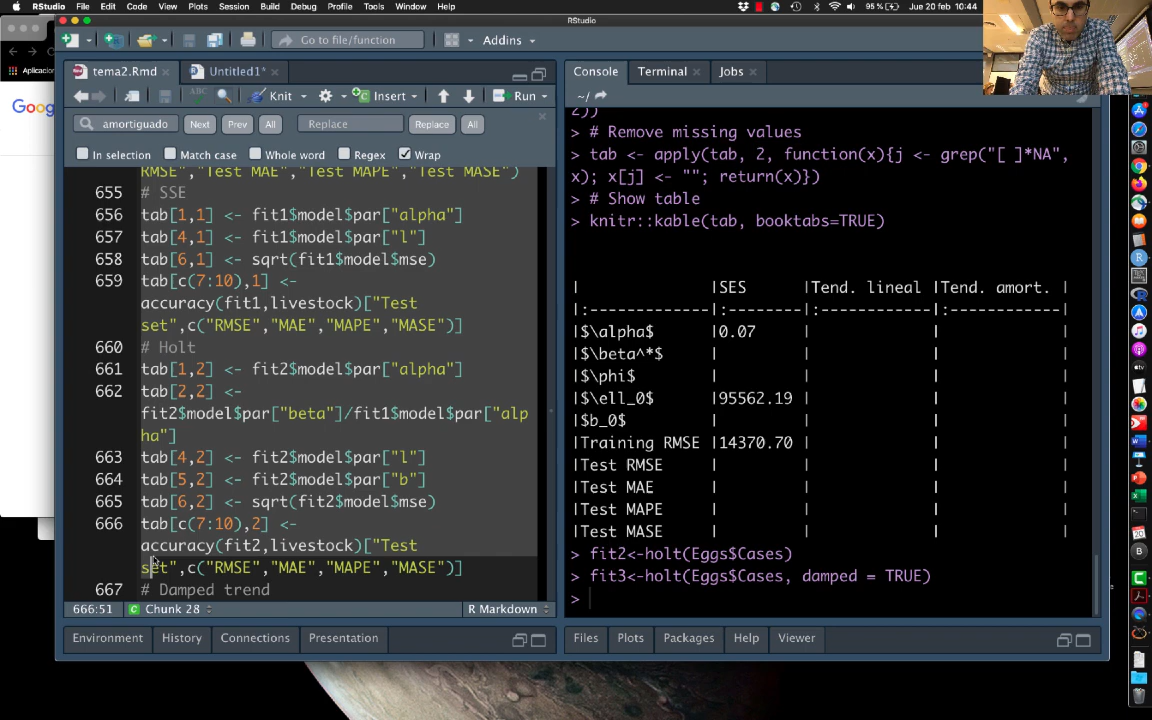 RStudio File Edit Code View Plots Session Build Debug Profile Tools Window Help
95 % Jue 20 feb 10:44
RStudio
Go to file/function Addins
Aplicacion
Goog
tema2.Rmd Untitled1*
Knit Insert Run
amortiguado Next Prev All Replace Replace All
In selection Match case Whole word Regex Wrap
RMSE","Test MAE","Test MAPE","Test MASE")
655 # SSE
656 tab[1,1] <- fit1$model$par["alpha"]
657 tab[4,1] <- fit1$model$par["l"]
658 tab[6,1] <- sqrt(fit1$model$mse)
659 tab[c(7:10),1] <-
accuracy(fit1,livestock)["Test
set",c("RMSE","MAE","MAPE","MASE")]
660 # Holt
661 tab[1,2] <- fit2$model$par["alpha"]
662 tab[2,2] <-
fit2$model$par["beta"]/fit1$model$par["alp
ha"]
663 tab[4,2] <- fit2$model$par["l"]
664 tab[5,2] <- fit2$model$par["b"]
665 tab[6,2] <- sqrt(fit2$model$mse)
666 tab[c(7:10),2] <-
accuracy(fit2,livestock)["Test
set",c("RMSE","MAE","MAPE","MASE")]
667 # Damped trend
666:51 Chunk 28 R Markdown
Environment History Connections Presentation
Console Terminal Jobs
~/
2))
> # Remove missing values
> tab <- apply(tab, 2, function(x){j <- grep("[ ]*NA",
x); x[j] <- ""; return(x)})
> # Show table
> knitr::kable(tab, booktabs=TRUE)
| |SES |Tend. lineal |Tend. amort. |
|:-------------|:--------|:------------|:------------|
|$\alpha$ |0.07 | | |
|$\beta^*$ | | | |
|$\phi$ | | | |
|$\ell_0$ |95562.19 | | |
|$b_0$ | | | |
|Training RMSE |14370.70 | | |
|Test RMSE | | | |
|Test MAE | | | |
|Test MAPE | | | |
|Test MASE | | | |
> fit2<-holt(Eggs$Cases)
> fit3<-holt(Eggs$Cases, damped = TRUE)
>
Files Plots Packages Help Viewer